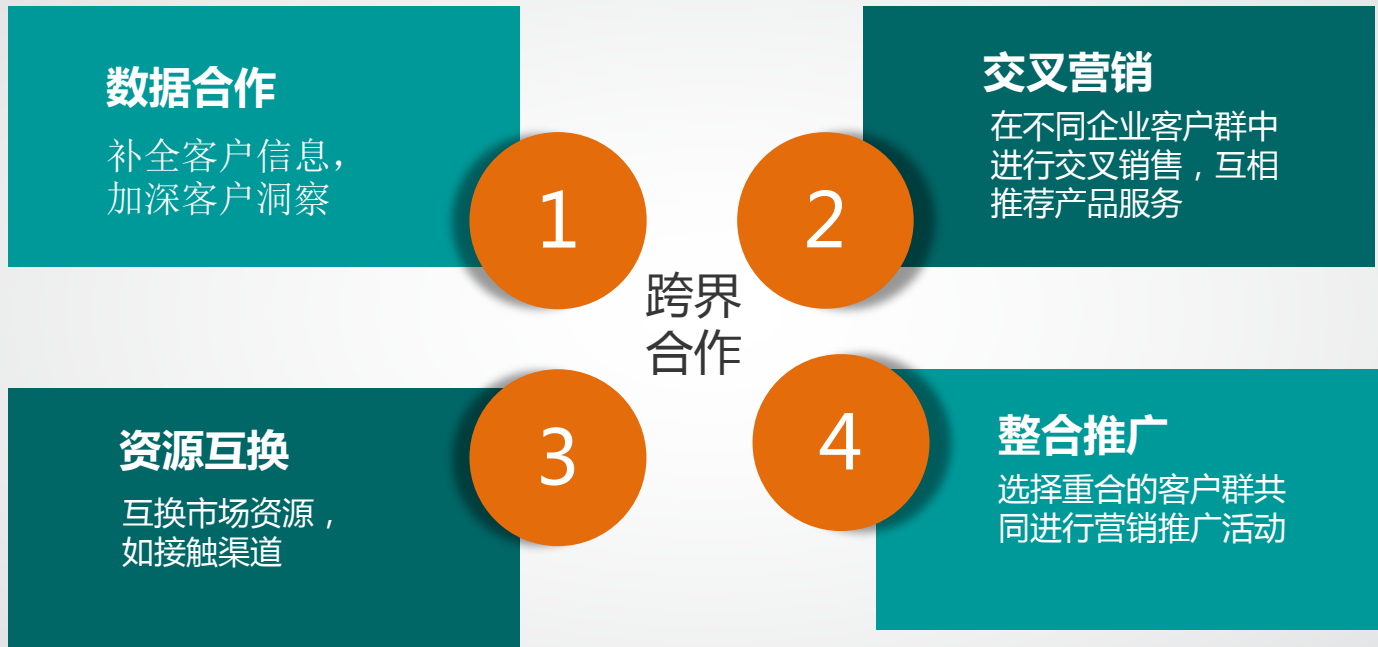 数据合作
补全客户信息，
加深客户洞察
1
交叉营销
在不同企业客户群中
进行交叉销售，互相
推荐产品服务
2
跨界
合作
资源互换
互换市场资源，
如接触渠道
3
整合推广
选择重合的客户群共
同进行营销推广活动
4